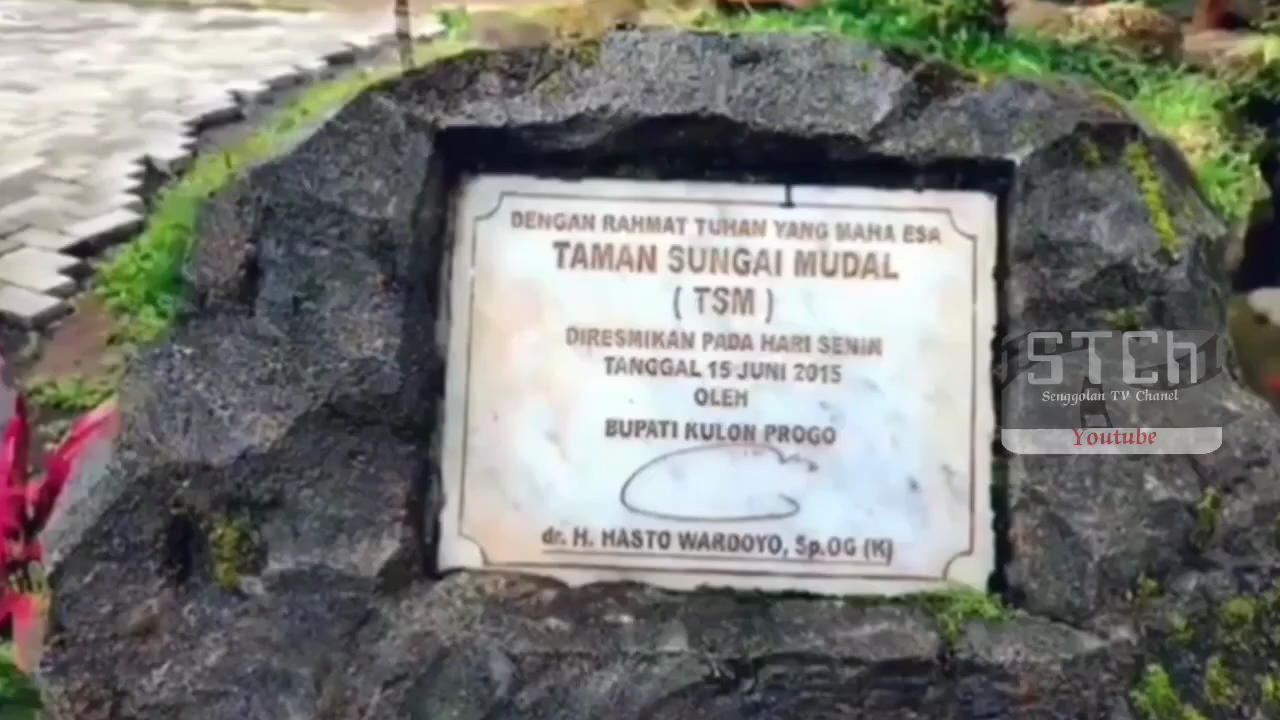 DENGAN RAHMAT TUHAN YANG MAHA ESA
TAMAN SUNGAI MUDAL
( TSM )
DIRESMIKAN PADA HARI SENIN
TANGGAL 15 JUNI 2015
OLEH
BUPATI KULON PROGO
dr. H. HASTO WARDOYO, Sp.OG (K)
STCh
Senggolan TV Chanel
Youtube